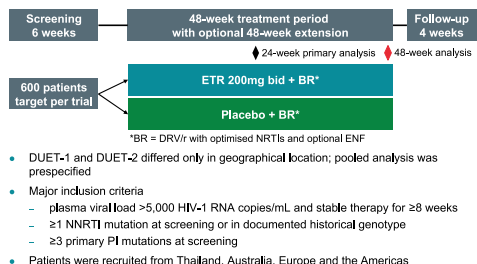 Screening
6 weeks
48-week treatment period
with optional 48-week extension
Follow-up
4 weeks
24-week primary analysis
48-week analysis
600 patients
target per trial
ETR 200mg bid + BR*
Placebo + BR*
*BR = DRV/r with optimised NRTIs and optional ENF
• DUET-1 and DUET-2 differed only in geographical location; pooled analysis was
prespecified
• Major inclusion criteria
– plasma viral load >5,000 HIV-1 RNA copies/mL and stable therapy for ≥8 weeks
– ≥1 NNRTI mutation at screening or in documented historical genotype
– ≥3 primary PI mutations at screening
• Patients were recruited from Thailand, Australia, Europe and the Americas